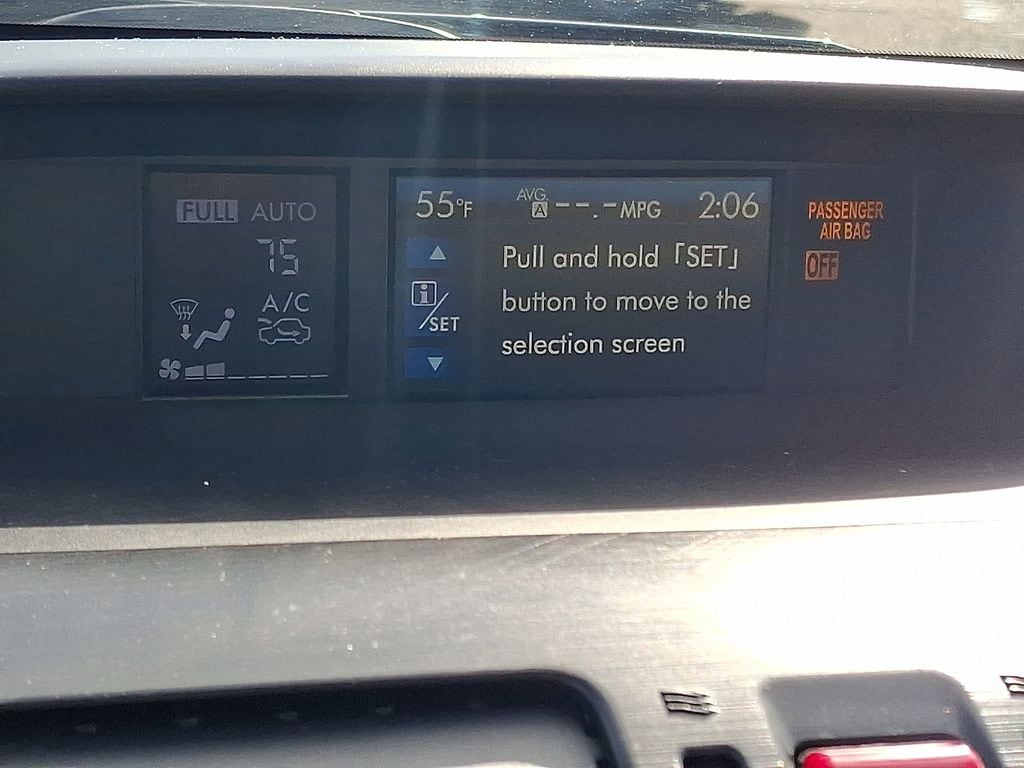 FULL AUTO
75
A/C
55°F AVG A --.-MPG 2:06
Pull and hold「SET」
button to move to the
selection screen
i/SET
PASSENGER
AIR BAG
OFF